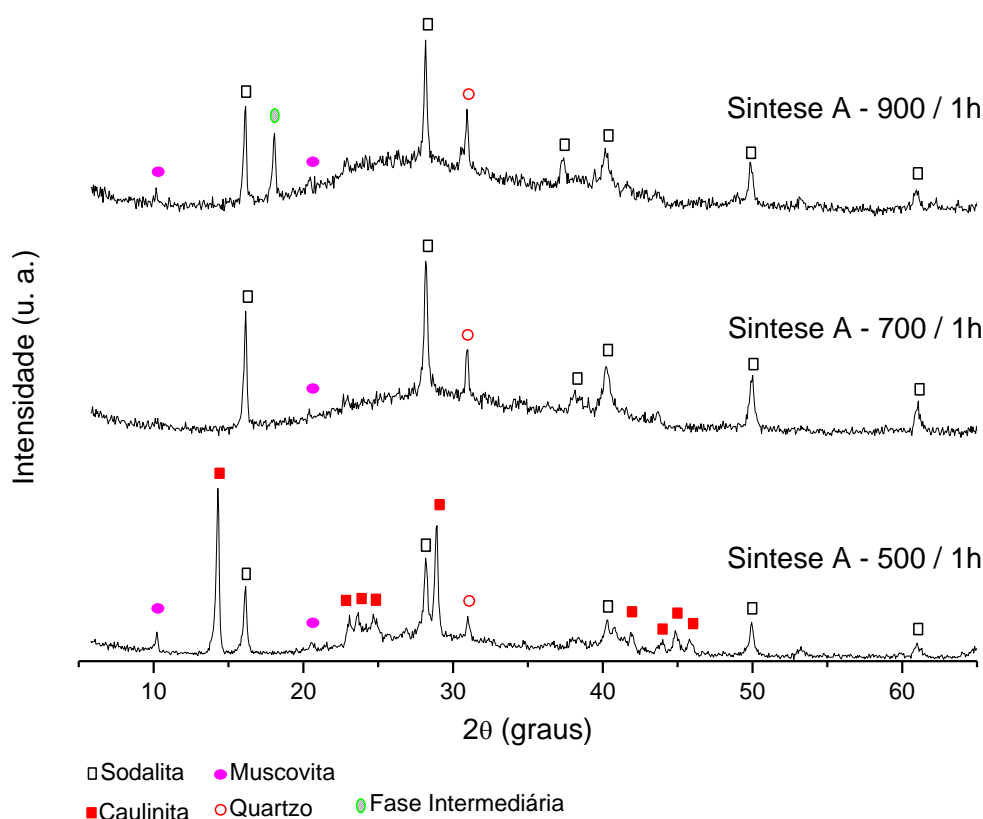 Sintese A - 900 / 1h
Sintese A - 700 / 1h
Sintese A - 500 / 1h
Intensidade (u. a.)
10 20 30 40 50 60
2θ (graus)
Sodalita Muscovita
Caulinita Quartzo Fase Intermediária